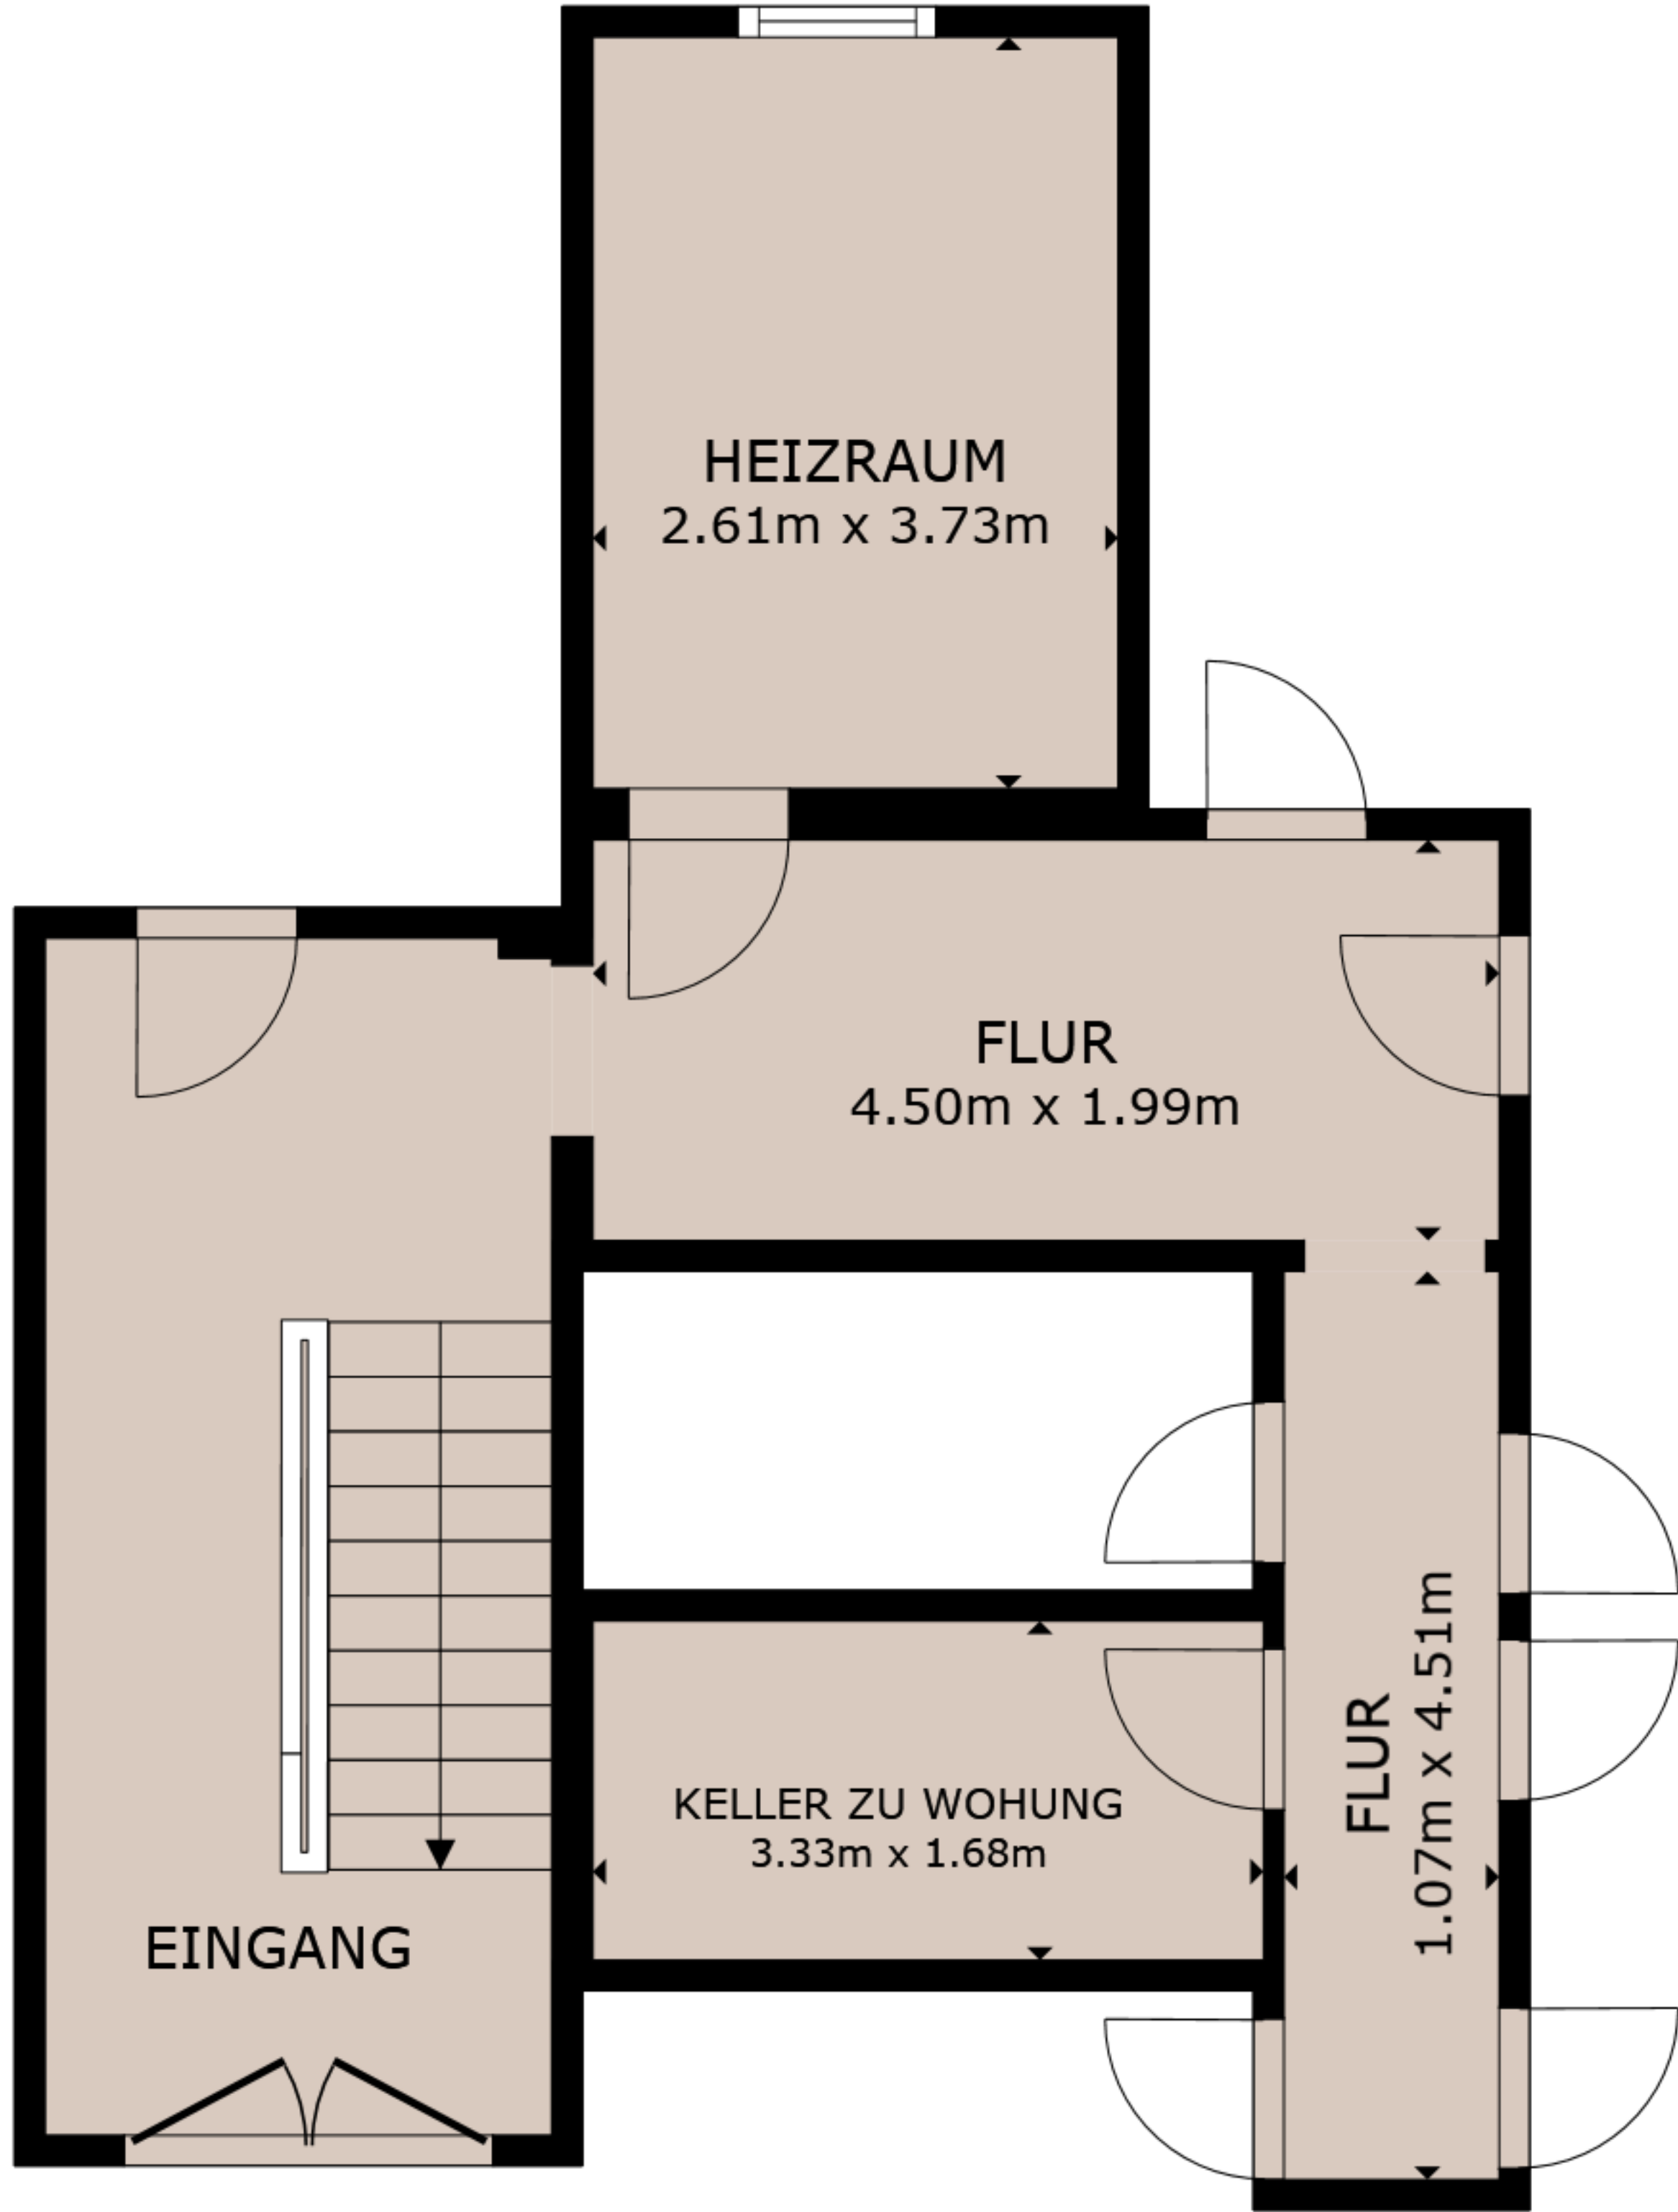 HEIZRAUM
2.61m x 3.73m
FLUR
4.50m x 1.99m
KELLER ZU WOHUNG
3.33m x 1.68m
FLUR
1.07m x 4.51m
EINGANG